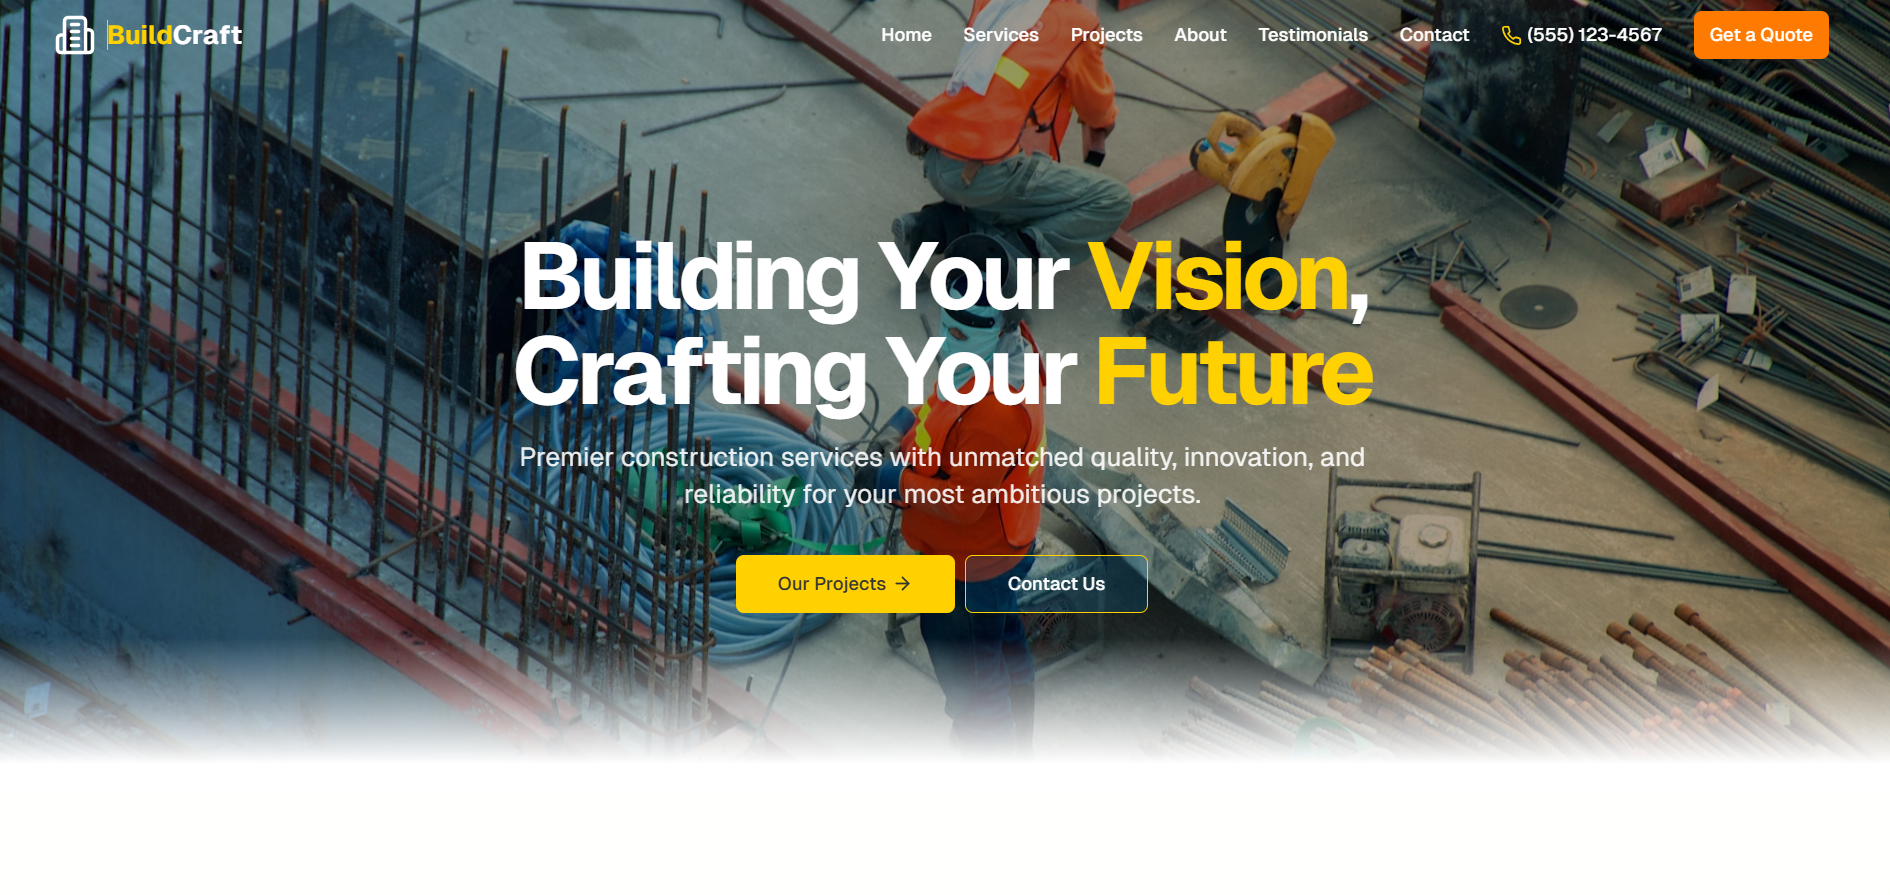 BuildCraft
Home Services Projects About Testimonials Contact (555) 123-4567 Get a Quote
Building Your Vision,
Crafting Your Future
Premier construction services with unmatched quality, innovation, and
reliability for your most ambitious projects.
Our Projects → Contact Us